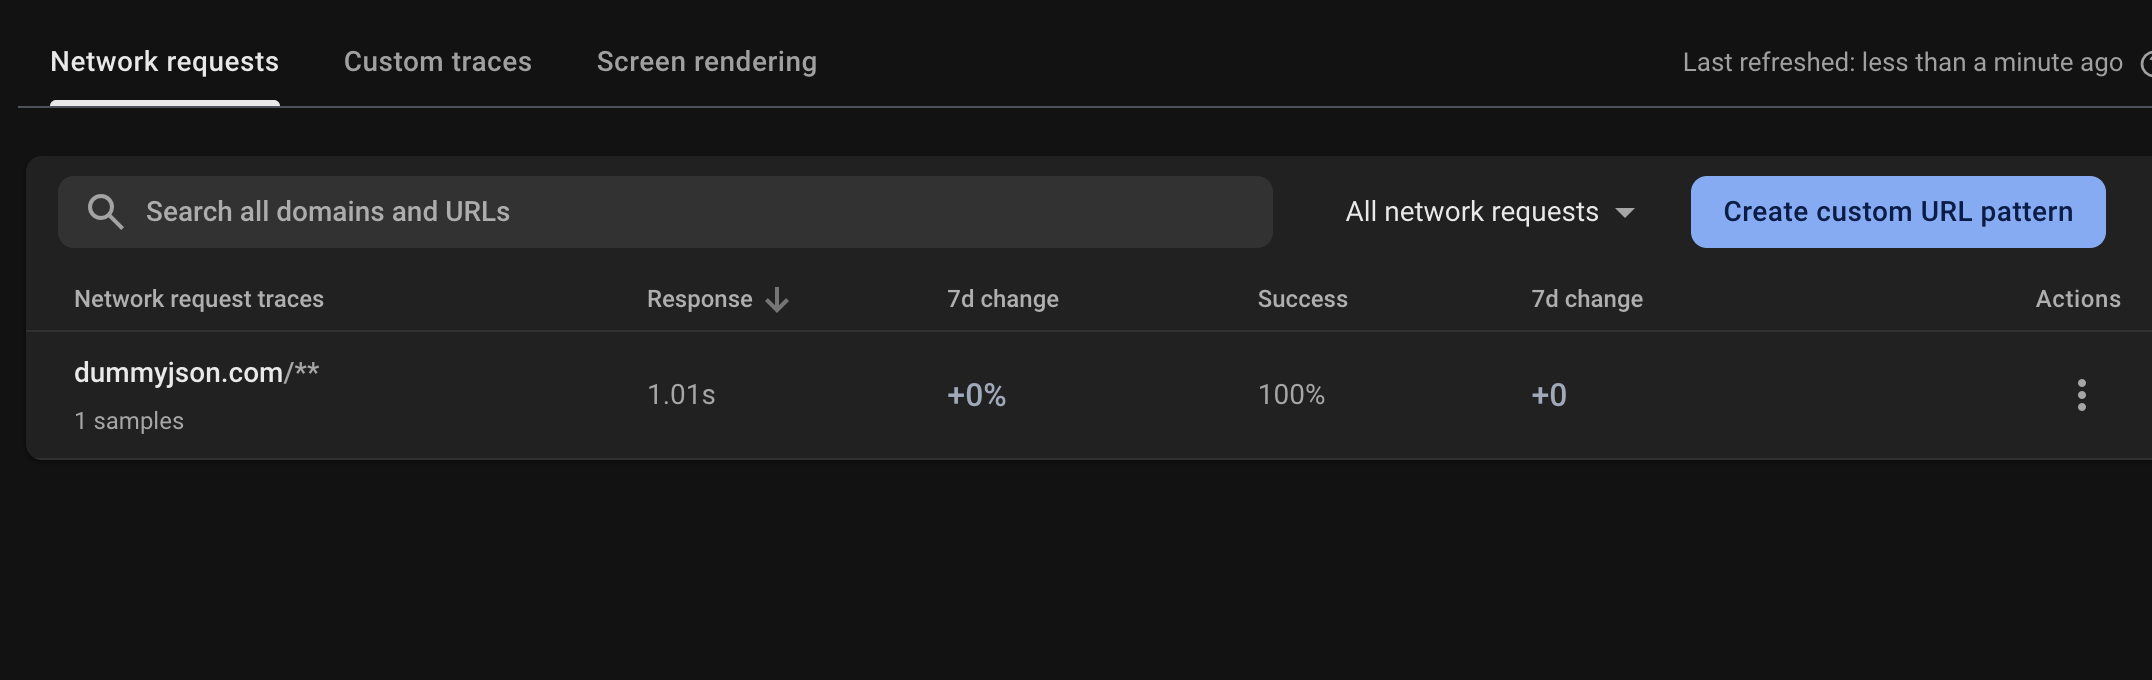 Network requests
Custom traces
Screen rendering
Last refreshed: less than a minute ago
Search all domains and URLs
All network requests
Create custom URL pattern
Network request traces
Response
7d change
Success
7d change
Actions
dummyjson.com/**
1 samples
1.01s
+0%
100%
+0